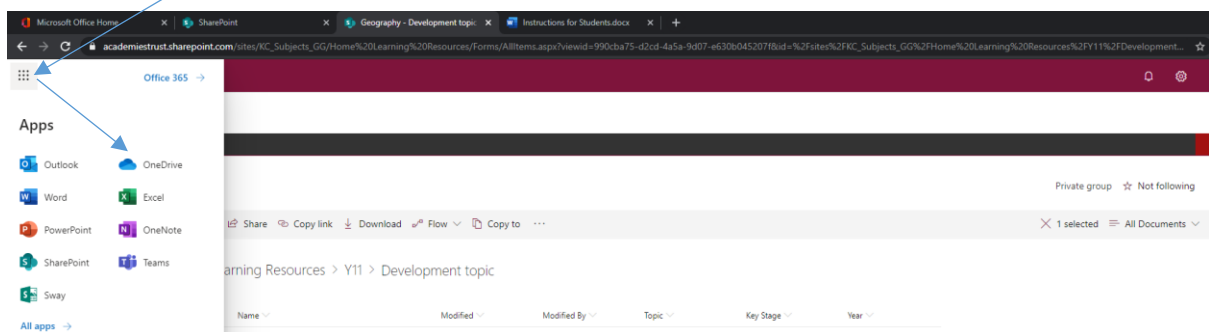 Microsoft Office Home
SharePoint
Geography - Development topic
Instructions for Students.docx
academiestrust.sharepoint.com/sites/KC_Subjects_GG/Home%20Learning%20Resources/Forms/AllItems.aspx?viewid=990cba75-d2cd-4a5a-9d07-e630b045207f&id=%2Fsites%2FKC_Subjects_GG%2FHome%20Learning%20Resources%2FY11%2FDevelopment...
Office 365 →
Apps
Outlook OneDrive
Word Excel
PowerPoint OneNote
SharePoint Teams
Sway
All apps →
Private group ☆ Not following
Share Copy link Download Flow Copy to ...
1 selected All Documents
arning Resources > Y11 > Development topic
Name Modified Modified By Topic Key Stage Year